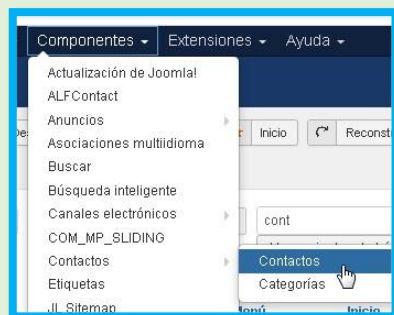 Componentes Extensiones Ayuda
Actualización de Joomla!
ALFContact
Anuncios
Inicio
Asociaciones multiidioma
Buscar
Búsqueda inteligente
Canales electrónicos
cont
COM_MP_SLIDING
Contactos
Contactos
Etiquetas
Categorías
JL Sitemap
Inicio